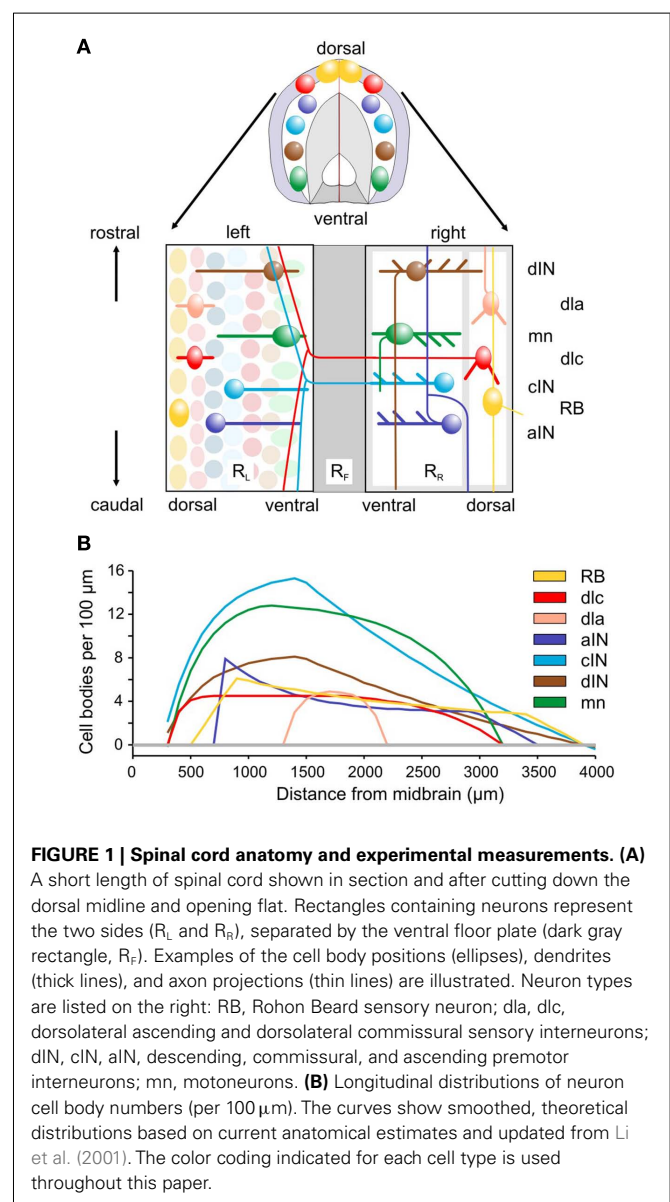 A
dorsal
ventral
rostral
left
right
dIN
dla
mn
dlc
cIN
RB
aIN
R_L
R_F
R_R
caudal
dorsal
ventral
ventral
dorsal
B
16
12
8
4
0
Cell bodies per 100 µm
RB
dlc
dla
aIN
cIN
dIN
mn
0 500 1000 1500 2000 2500 3000 3500 4000
Distance from midbrain (µm)
FIGURE 1 | Spinal cord anatomy and experimental measurements. (A)
A short length of spinal cord shown in section and after cutting down the
dorsal midline and opening flat. Rectangles containing neurons represent
the two sides (R_L and R_R), separated by the ventral floor plate (dark gray
rectangle, R_F). Examples of the cell body positions (ellipses), dendrites
(thick lines), and axon projections (thin lines) are illustrated. Neuron types
are listed on the right: RB, Rohon Beard sensory neuron; dla, dlc,
dorsolateral ascending and dorsolateral commissural sensory interneurons;
dIN, cIN, aIN, descending, commissural, and ascending premotor
interneurons; mn, motoneurons. (B) Longitudinal distributions of neuron
cell body numbers (per 100 µm). The curves show smoothed, theoretical
distributions based on current anatomical estimates and updated from Li
et al. (2001). The color coding indicated for each cell type is used
throughout this paper.